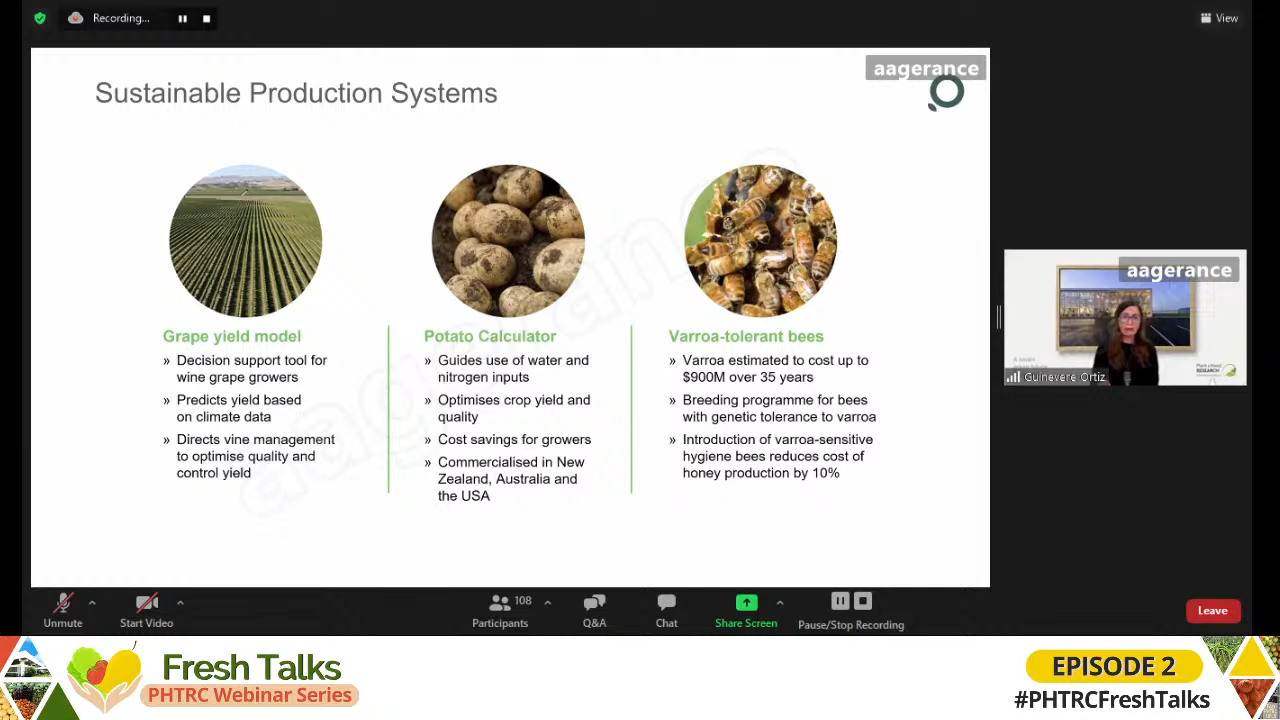 Recording...
View
aagerance
Sustainable Production Systems
Grape yield model
» Decision support tool for
wine grape growers
» Predicts yield based
on climate data
» Directs vine management
to optimise quality and
control yield
Potato Calculator
» Guides use of water and
nitrogen inputs
» Optimises crop yield and
quality
» Cost savings for growers
» Commercialised in New
Zealand, Australia and
the USA
Varroa-tolerant bees
» Varroa estimated to cost up to
$900M over 35 years
» Breeding programme for bees
with genetic tolerance to varroa
» Introduction of varroa-sensitive
hygiene bees reduces cost of
honey production by 10%
aagerance
aagerance
RESEARCH
Guinevere Ortiz
Unmute
Start Video
108
Participants
Q&A
Chat
Share Screen
Pause/Stop Recording
Leave
Fresh Talks
PHTRC Webinar Series
EPISODE 2
#PHTRCFreshTalks